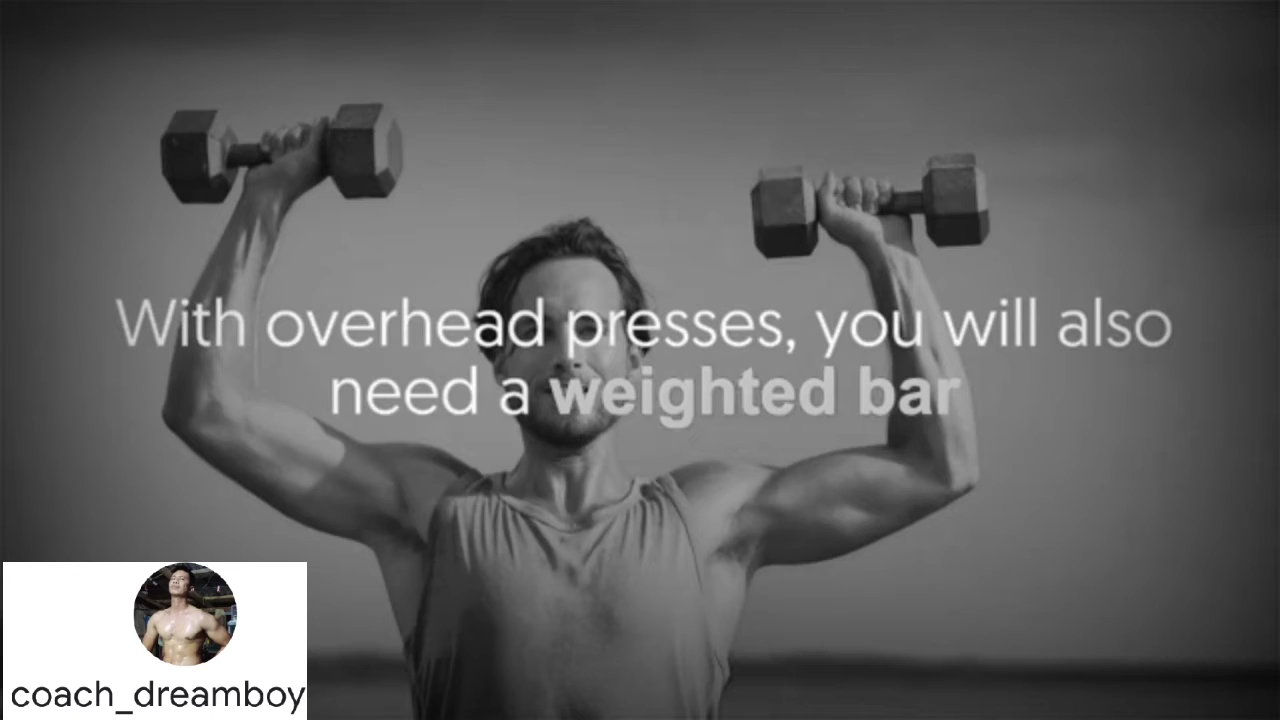 With overhead presses, you will also
need a weighted bar
coach_dreamboy